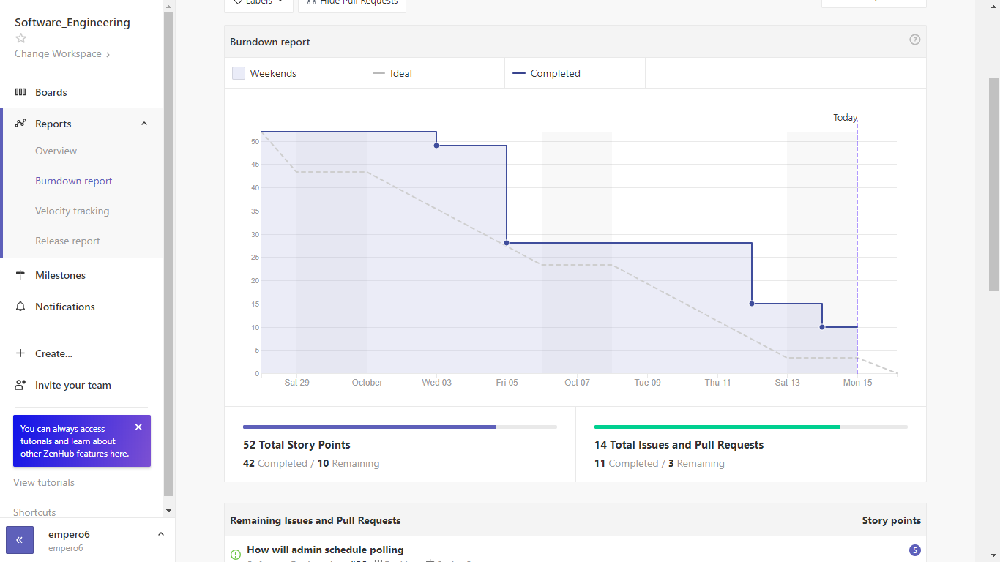 Software_Engineering
Change Workspace ›
Boards
Reports
Overview
Burndown report
Velocity tracking
Release report
Milestones
Notifications
Create...
Invite your team
You can always access
tutorials and learn about
other ZenHub features here.
View tutorials
Shortcuts
empero6
empero6
Labels
Hide Pull Requests
Burndown report
Weekends
Ideal
Completed
Today
50
45
40
35
30
25
20
15
10
5
0
Sat 29 October Wed 03 Fri 05 Oct 07 Tue 09 Thu 11 Sat 13 Mon 15
52 Total Story Points
42 Completed / 10 Remaining
14 Total Issues and Pull Requests
11 Completed / 3 Remaining
Remaining Issues and Pull Requests Story points
How will admin schedule polling 5